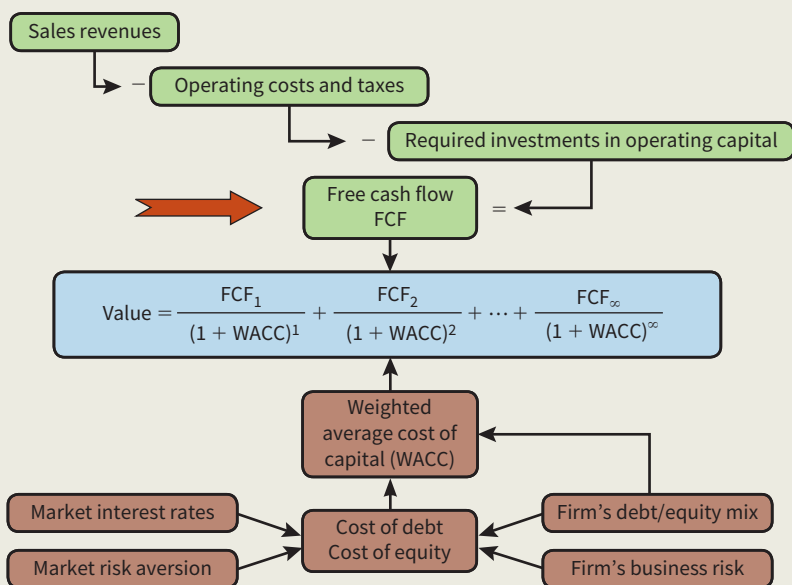 Sales revenues
− Operating costs and taxes
− Required investments in operating capital
Free cash flow
FCF
=
Value = FCF₁/(1 + WACC)¹ + FCF₂/(1 + WACC)² + ⋯ + FCF∞/(1 + WACC)^∞
Weighted
average cost of
capital (WACC)
Market interest rates
Market risk aversion
Cost of debt
Cost of equity
Firm’s debt/equity mix
Firm’s business risk